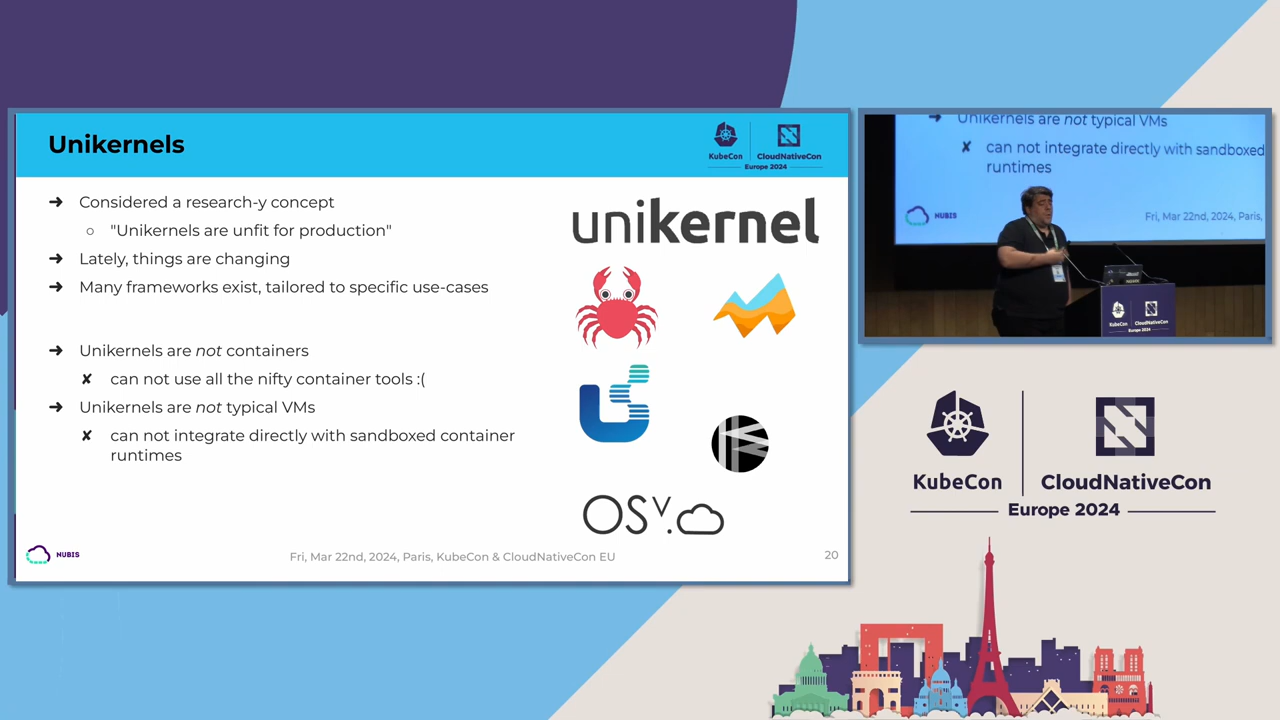 Unikernels
KubeCon
CloudNativeCon
Europe 2024
➔ Considered a research-y concept
○ "Unikernels are unfit for production"
➔ Lately, things are changing
➔ Many frameworks exist, tailored to specific use-cases
➔ Unikernels are not containers
✘ can not use all the nifty container tools :(
➔ Unikernels are not typical VMs
✘ can not integrate directly with sandboxed container
runtimes
unikernel
OSv.
NUBIS
Fri, Mar 22nd, 2024, Paris, KubeCon & CloudNativeCon EU
20
➔ Unikernels are not typical VMs
✘ can not integrate directly with sandboxed
runtimes
NUBIS
Fri, Mar 22nd, 2024, Paris,
KubeCon
CloudNativeCon
Europe 2024
KubeCon
CloudNativeCon
Europe 2024